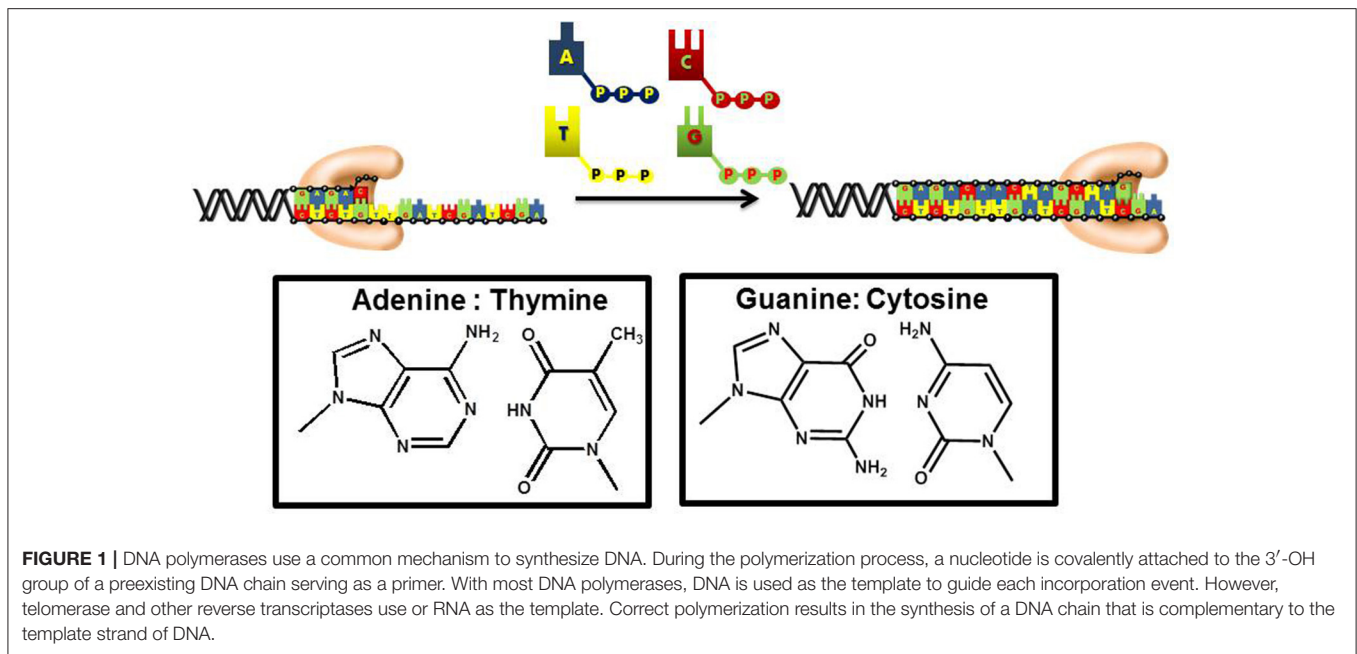 A C
P P P P P P
T G
P P P P P P
G A G A C
C T C T G T T G A T C G A T C G A
G A G A C A A C T A G C T A G
C T C T G T T G A T C G A T C G A
Adenine : Thymine
N NH₂ N N N
O CH₃ HN N O
Guanine: Cytosine
N O N NH N NH₂
H₂N N N O
FIGURE 1 | DNA polymerases use a common mechanism to synthesize DNA. During the polymerization process, a nucleotide is covalently attached to the 3′-OH
group of a preexisting DNA chain serving as a primer. With most DNA polymerases, DNA is used as the template to guide each incorporation event. However,
telomerase and other reverse transcriptases use or RNA as the template. Correct polymerization results in the synthesis of a DNA chain that is complementary to the
template strand of DNA.